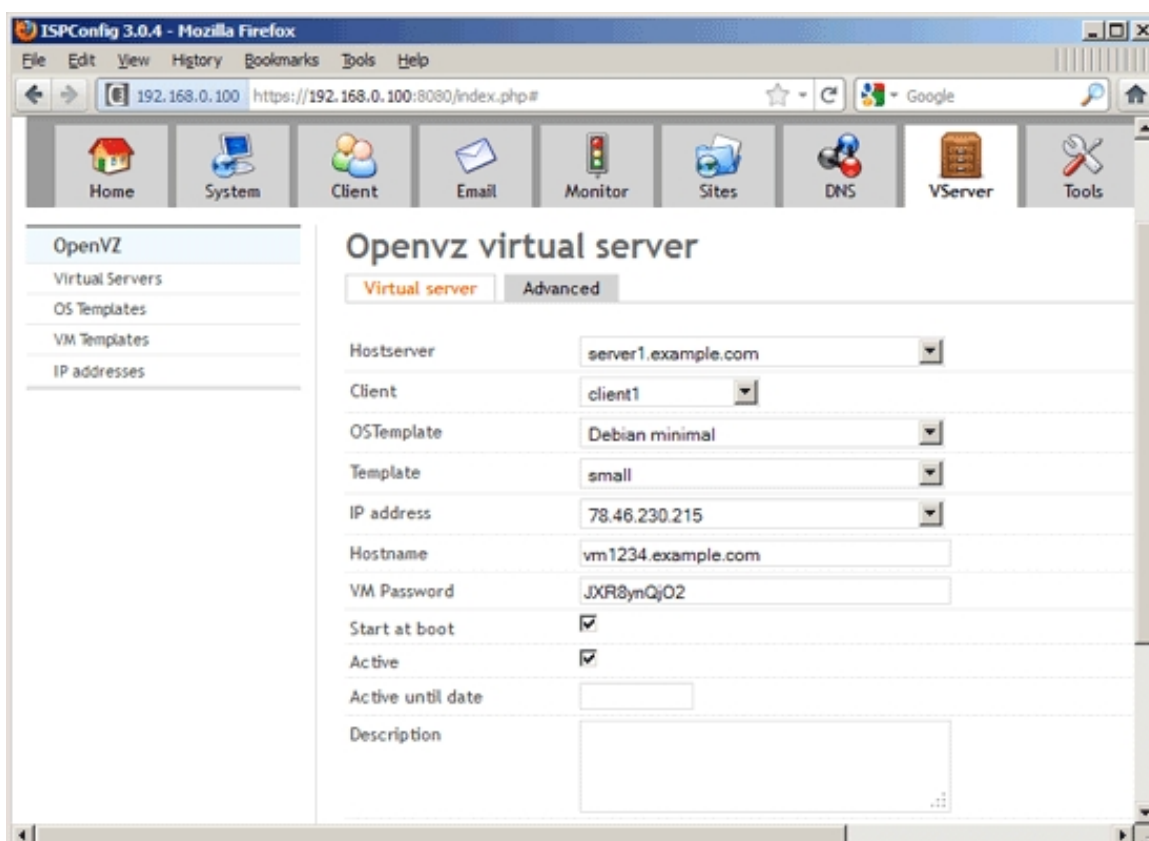 ISPConfig 3.0.4 - Mozilla Firefox
File Edit View History Bookmarks Tools Help
192.168.0.100 https://192.168.0.100:8080/index.php# Google
Home System Client Email Monitor Sites DNS VServer Tools
OpenVZ
Virtual Servers
OS Templates
VM Templates
IP addresses
Openvz virtual server
Virtual server Advanced
Hostserver server1.example.com
Client client1
OSTemplate Debian minimal
Template small
IP address 78.46.230.215
Hostname vm1234.example.com
VM Password JXR8ynQjO2
Start at boot
Active
Active until date
Description